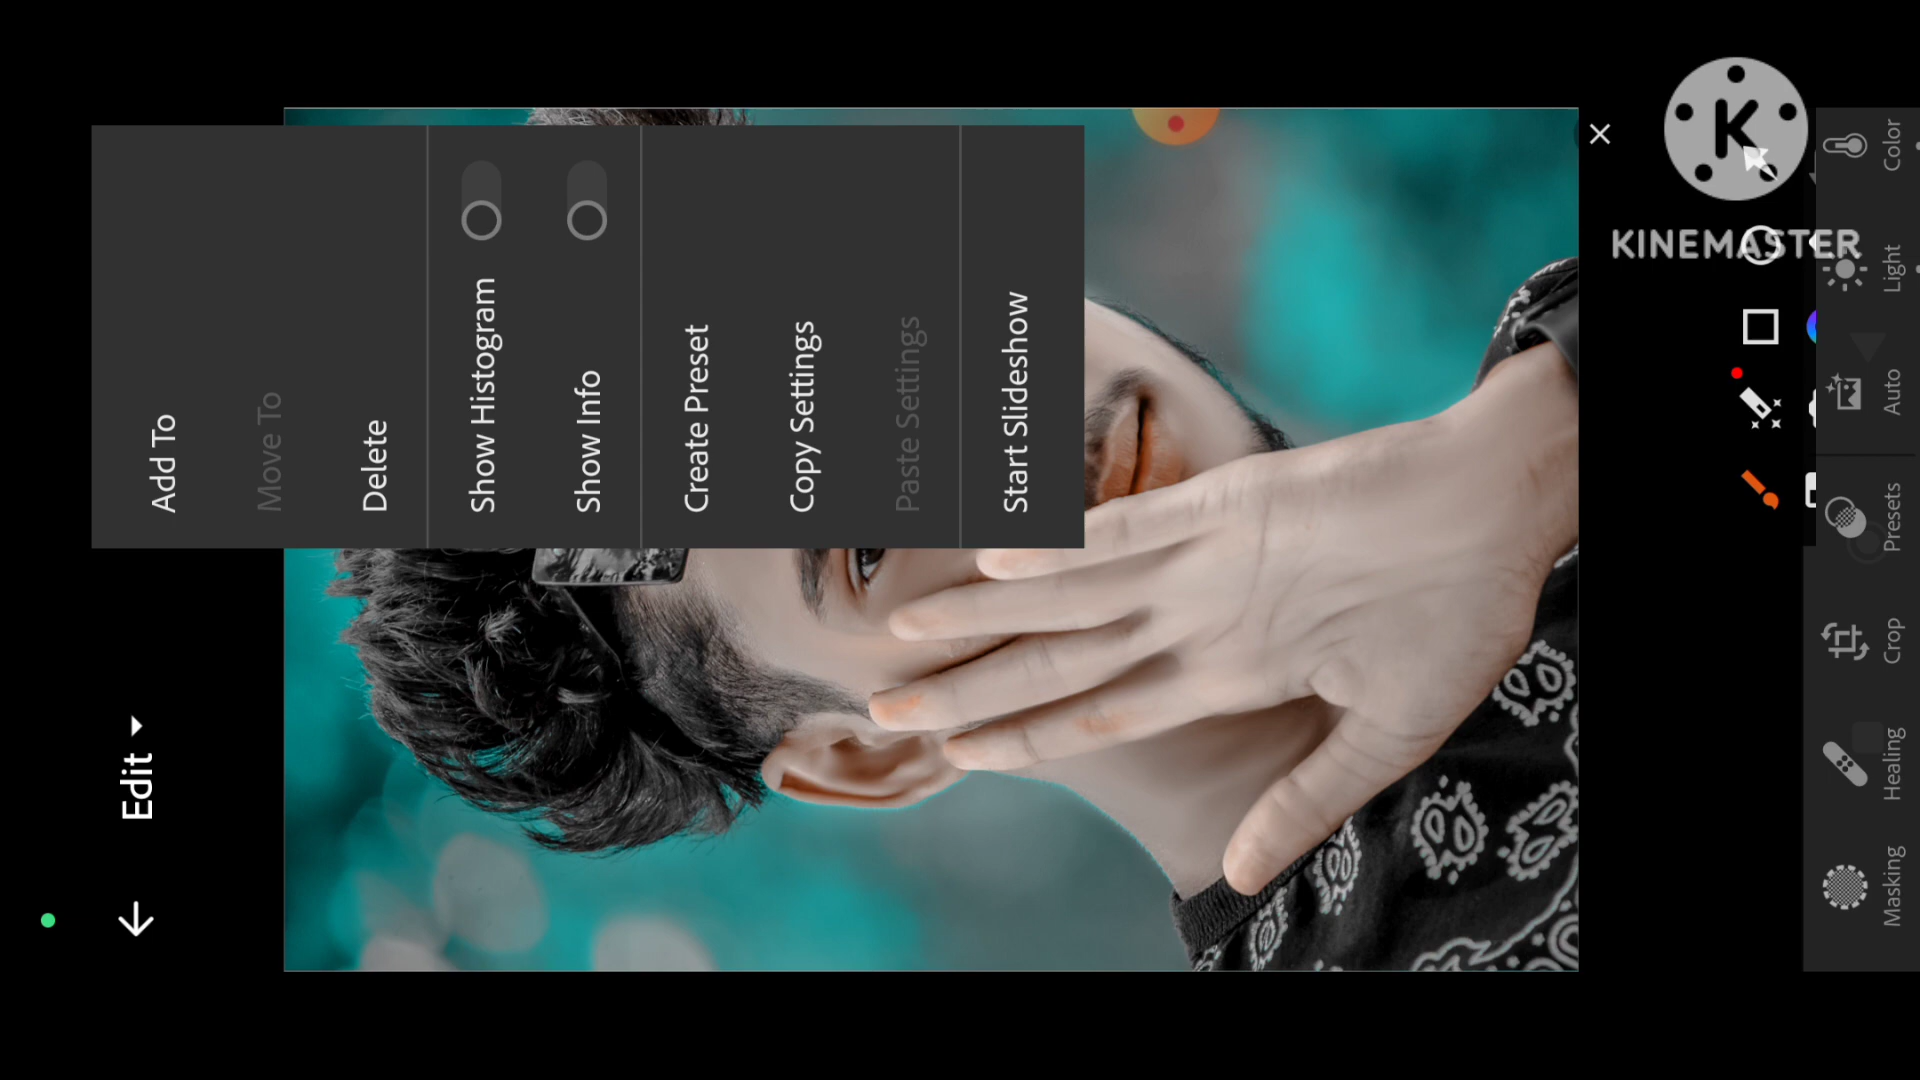 Edit
Add To
Move To
Delete
Show Histogram
Show Info
Create Preset
Copy Settings
Paste Settings
Start Slideshow
K
KINEMASTER
Masking
Healing
Crop
Presets
Auto
Light
Color